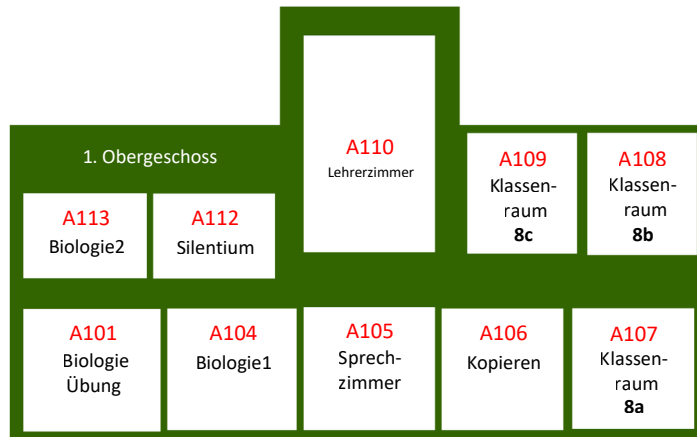 1. Obergeschoss
A110
Lehrerzimmer
A109
Klassen-
raum
8c
A108
Klassen-
raum
8b
A113
Biologie2
A112
Silentium
A101
Biologie
Übung
A104
Biologie1
A105
Sprech-
zimmer
A106
Kopieren
A107
Klassen-
raum
8a